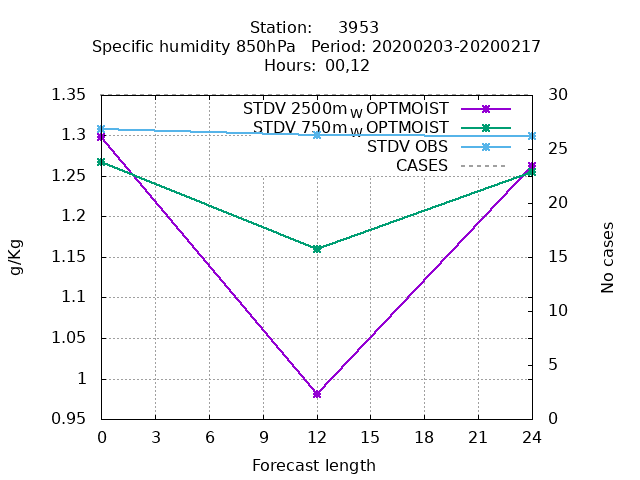 Station: 3953
Specific humidity 850hPa Period: 20200203-20200217
Hours: 00,12
g/Kg
No cases
STDV 2500m_W OPTMOIST
STDV 750m_W OPTMOIST
STDV OBS
CASES
1.35
1.3
1.25
1.2
1.15
1.1
1.05
1
0.95
30
25
20
15
10
5
0
0 3 6 9 12 15 18 21 24
Forecast length